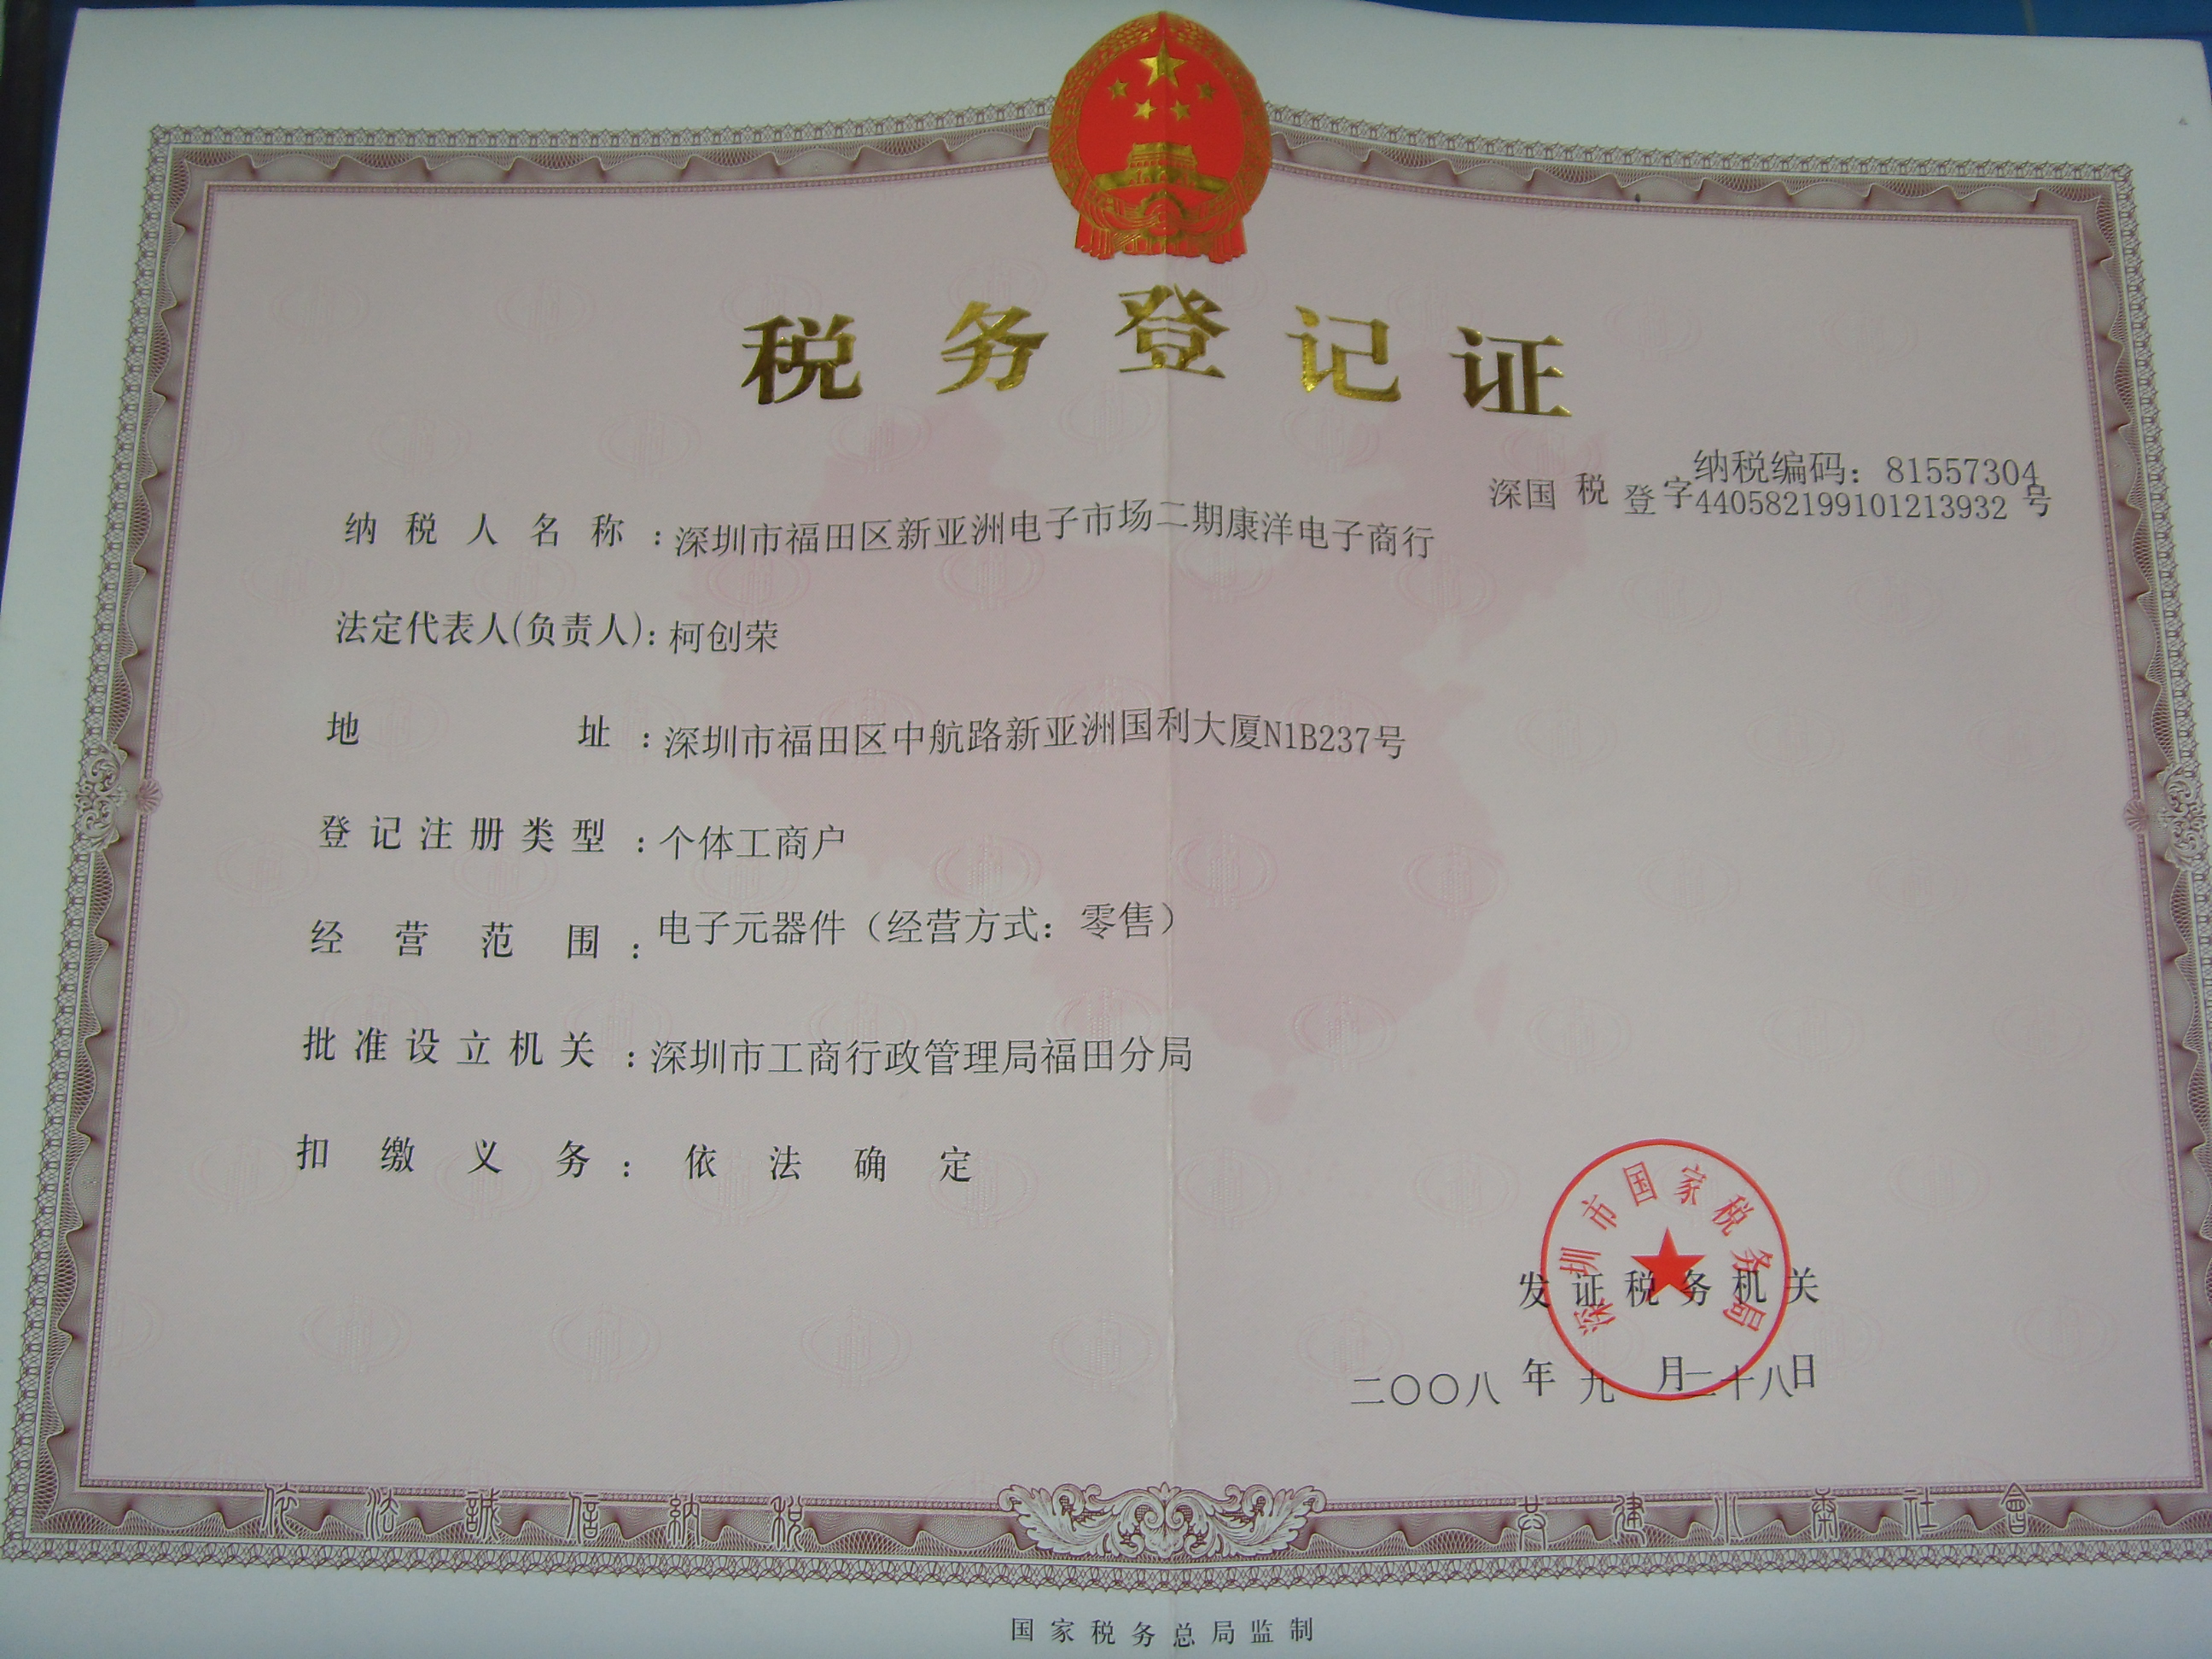 税务登记证
纳税编码：81557304
深国税登字440582199101213932号
纳税人名称：深圳市福田区新亚洲电子市场二期康洋电子商行
法定代表人(负责人)：柯创荣
地址：深圳市福田区中航路新亚洲国利大厦N1B237号
登记注册类型：个体工商户
经营范围：电子元器件（经营方式：零售）
批准设立机关：深圳市工商行政管理局福田分局
扣缴义务：依法确定
深圳市国家税务局
发证税务机关
二〇〇八年九月二十八日
依法誠信納税
共建小康社會
国家税务总局监制